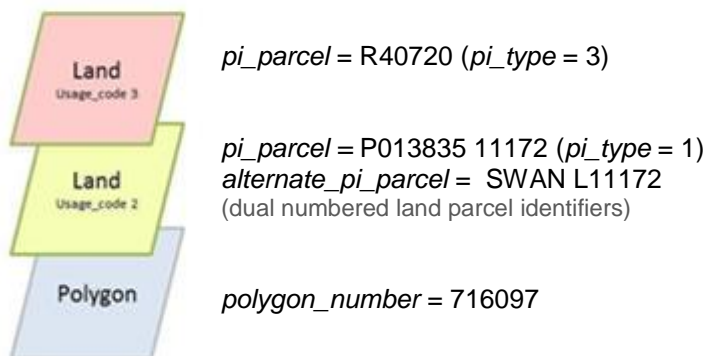 Land
Usage_code 3
pi_parcel = R40720 (pi_type = 3)
Land
Usage_code 2
pi_parcel = P013835 11172 (pi_type = 1)
alternate_pi_parcel = SWAN L11172
(dual numbered land parcel identifiers)
Polygon
polygon_number = 716097